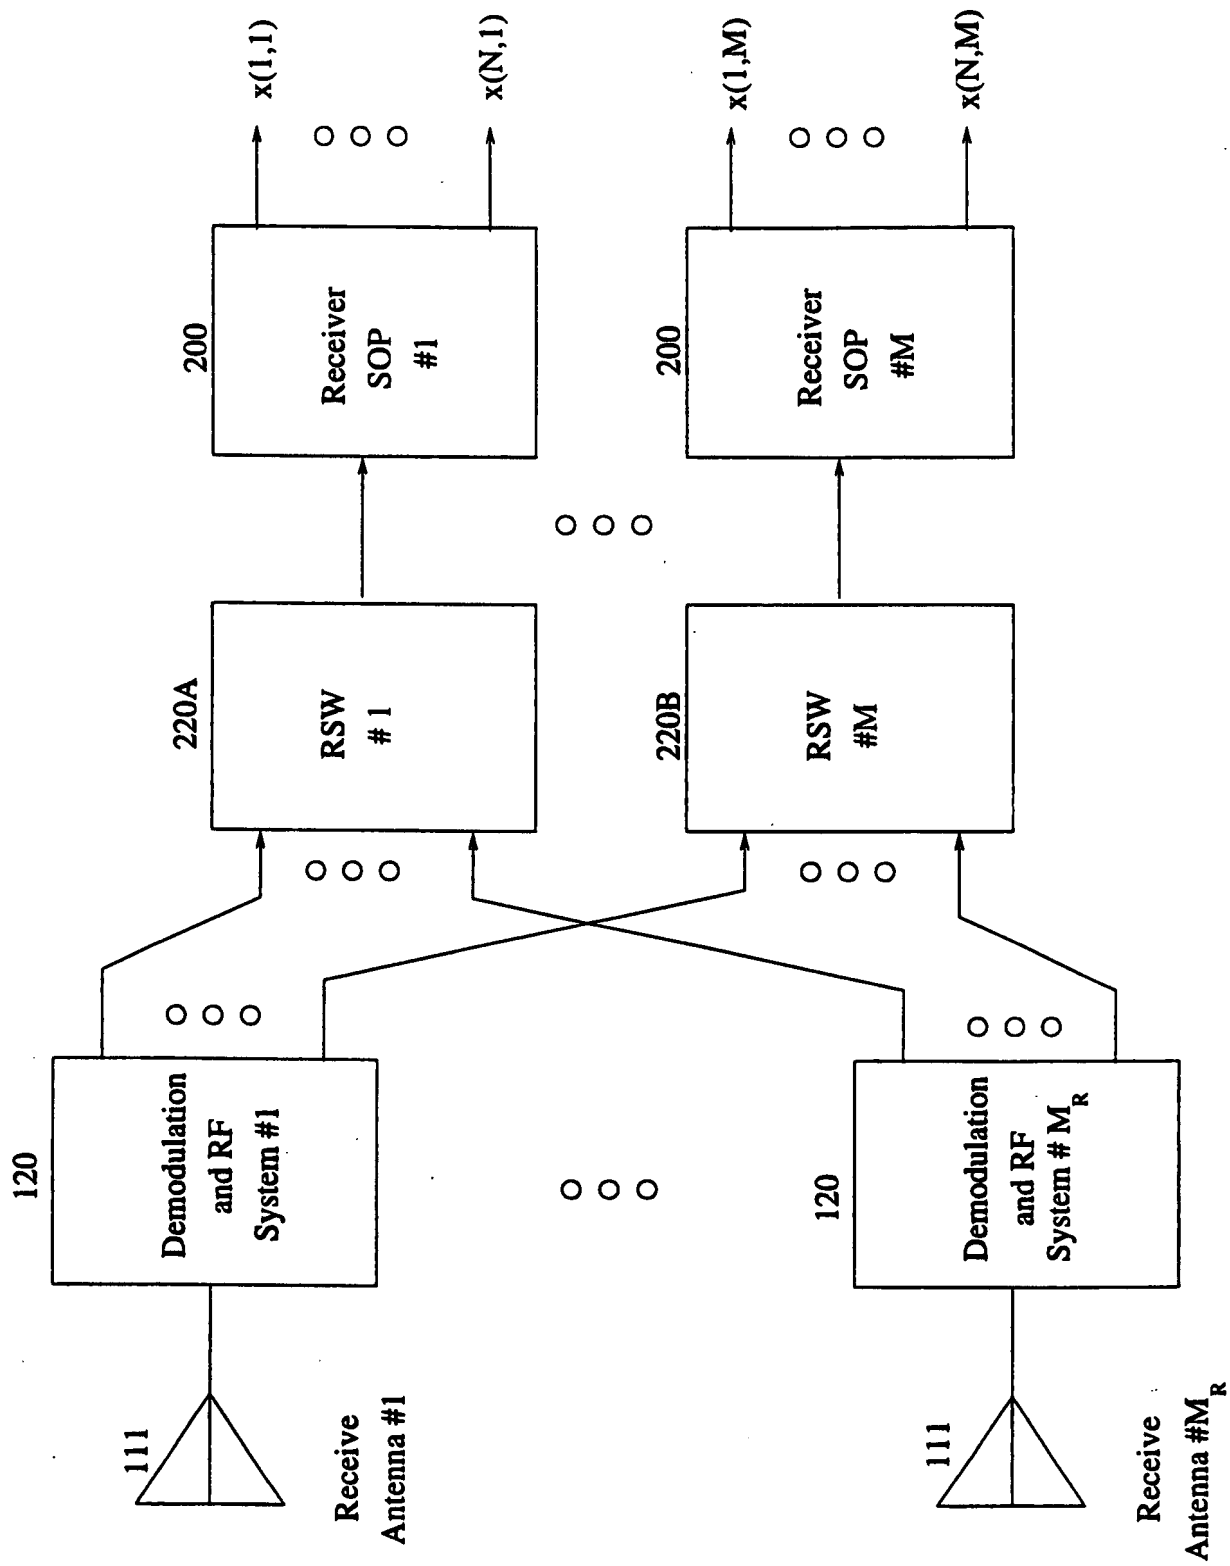 111
Receive
Antenna #1
120
Demodulation
and RF
System #1
220A
RSW
# 1
200
Receiver
SOP
#1
x(1,1)
x(N,1)
111
Receive
Antenna #M_R
120
Demodulation
and RF
System # M_R
220B
RSW
#M
200
Receiver
SOP
#M
x(1,M)
x(N,M)